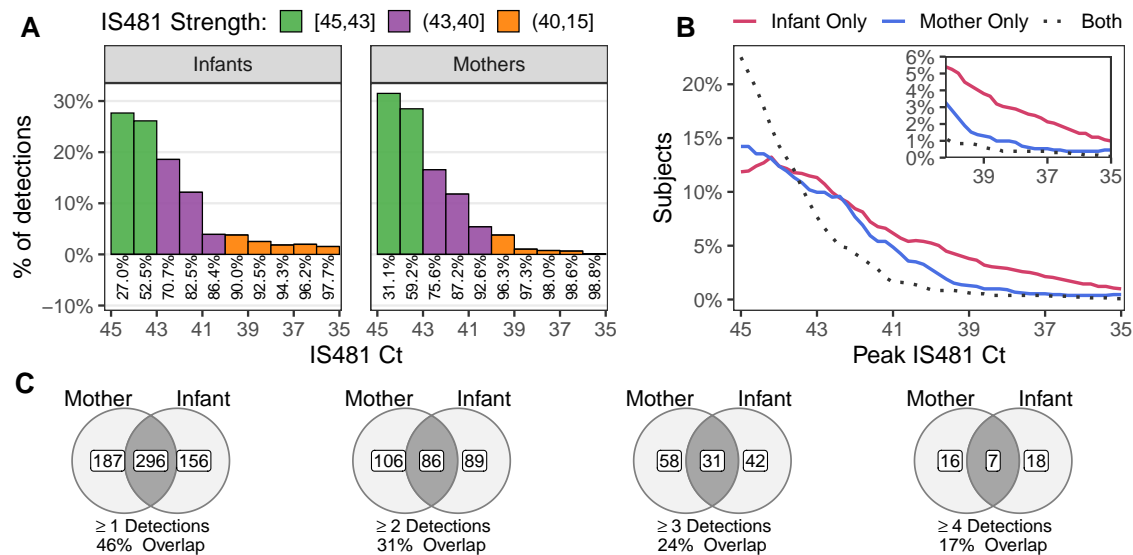 A
IS481 Strength: [45,43] (43,40] (40,15]
Infants
Mothers
% of detections
30%
20%
10%
0%
−10%
27.0% 52.5% 70.7% 82.5% 86.4% 90.0% 92.5% 94.3% 96.2% 97.7%
31.1% 59.2% 75.6% 87.2% 92.6% 96.3% 97.3% 98.0% 98.6% 98.8%
45 43 41 39 37 35
45 43 41 39 37 35
IS481 Ct
B
Infant Only Mother Only Both
Subjects
20%
15%
10%
5%
0%
45 43 41 39 37 35
Peak IS481 Ct
6%
5%
4%
3%
2%
1%
0%
39 37 35
C
Mother Infant
187 296 156
≥ 1 Detections
46% Overlap
Mother Infant
106 86 89
≥ 2 Detections
31% Overlap
Mother Infant
58 31 42
≥ 3 Detections
24% Overlap
Mother Infant
16 7 18
≥ 4 Detections
17% Overlap